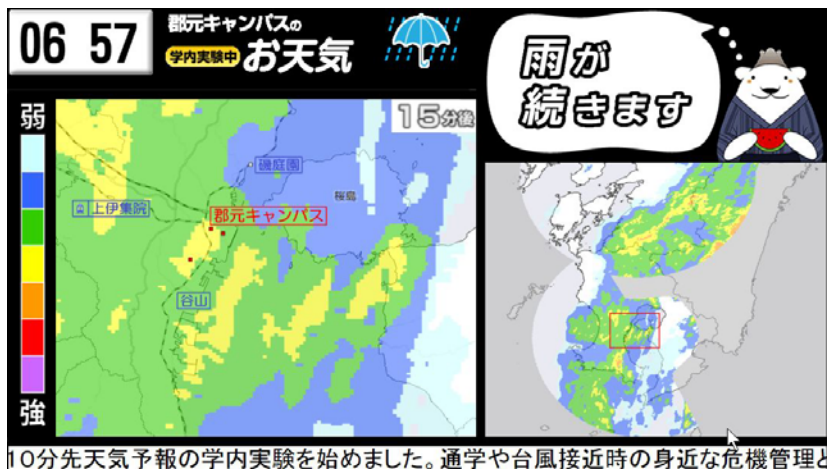 06 57
郡元キャンパスの
学内実験中 お天気
雨が
続きます
弱
15分後
磯庭園
桜島
上伊集院
郡元キャンパス
谷山
強
10分先天気予報の学内実験を始めました。通学や台風接近時の身近な危機管理と